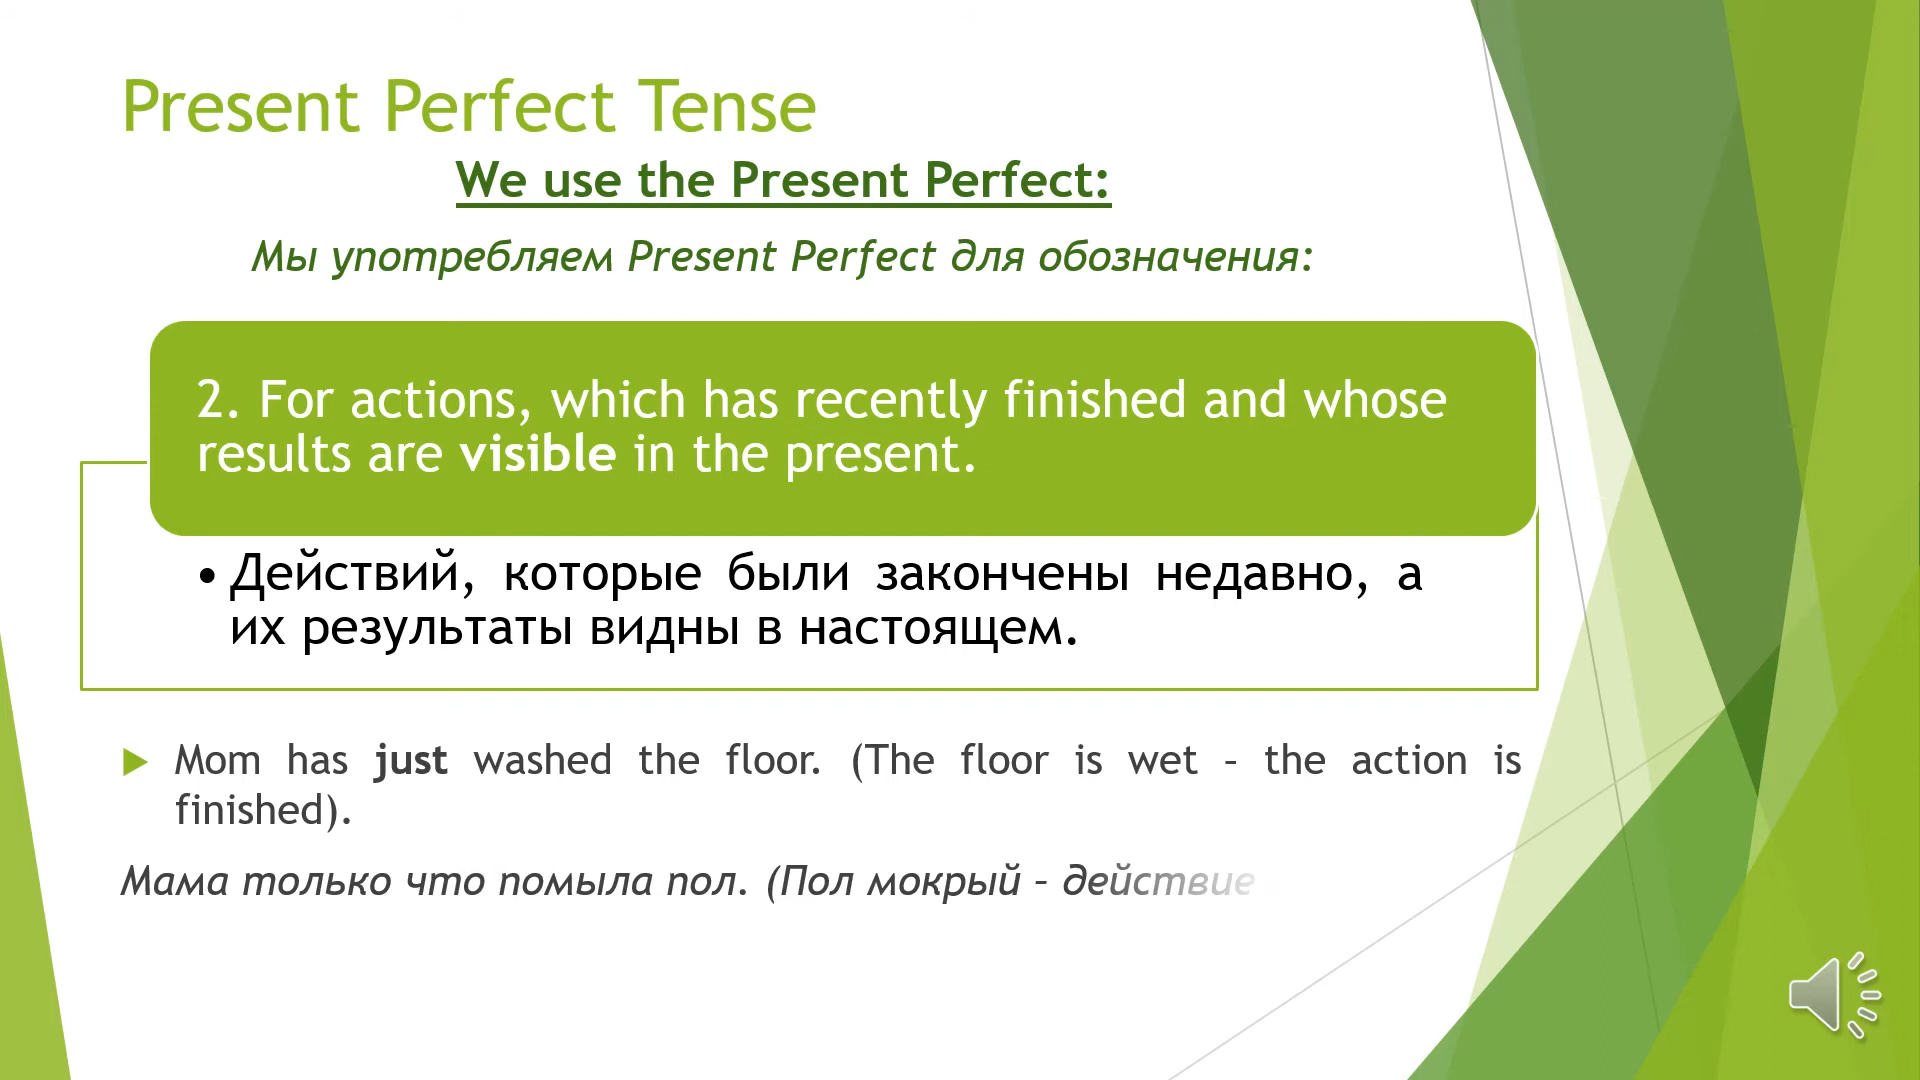 Present Perfect Tense
We use the Present Perfect:
Мы употребляем Present Perfect для обозначения:
2. For actions, which has recently finished and whose
results are visible in the present.
• Действий, которые были закончены недавно, а
их результаты видны в настоящем.
Mom has just washed the floor. (The floor is wet – the action is
finished).
Мама только что помыла пол. (Пол мокрый – действие